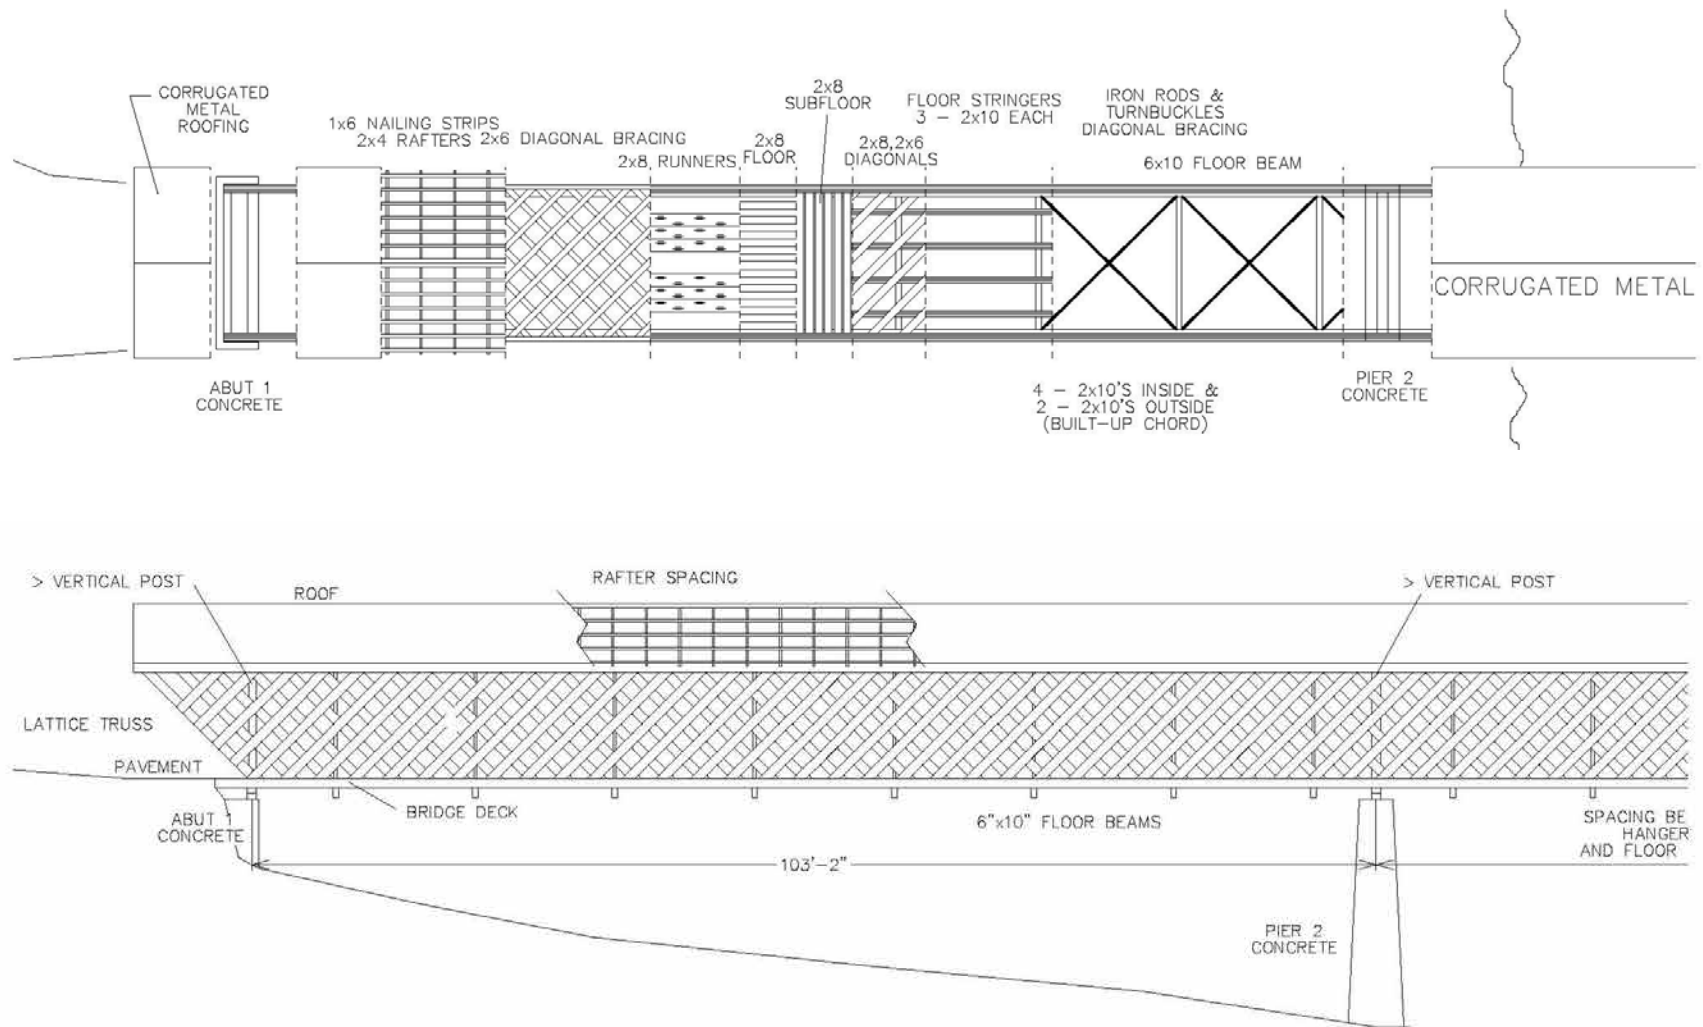 CORRUGATED
METAL
ROOFING
1x6 NAILING STRIPS
2x4 RAFTERS
2x6 DIAGONAL BRACING
2x8 RUNNERS
2x8
FLOOR
2x8
SUBFLOOR
2x8,2x6
DIAGONALS
FLOOR STRINGERS
3 – 2x10 EACH
IRON RODS &
TURNBUCKLES
DIAGONAL BRACING
6x10 FLOOR BEAM
CORRUGATED METAL
ABUT 1
CONCRETE
4 – 2x10'S INSIDE &
2 – 2x10'S OUTSIDE
(BUILT-UP CHORD)
PIER 2
CONCRETE
> VERTICAL POST
ROOF
RAFTER SPACING
> VERTICAL POST
LATTICE TRUSS
PAVEMENT
ABUT 1
CONCRETE
BRIDGE DECK
6"x10" FLOOR BEAMS
SPACING BE
HANGER
AND FLOOR
103'-2"
PIER 2
CONCRETE